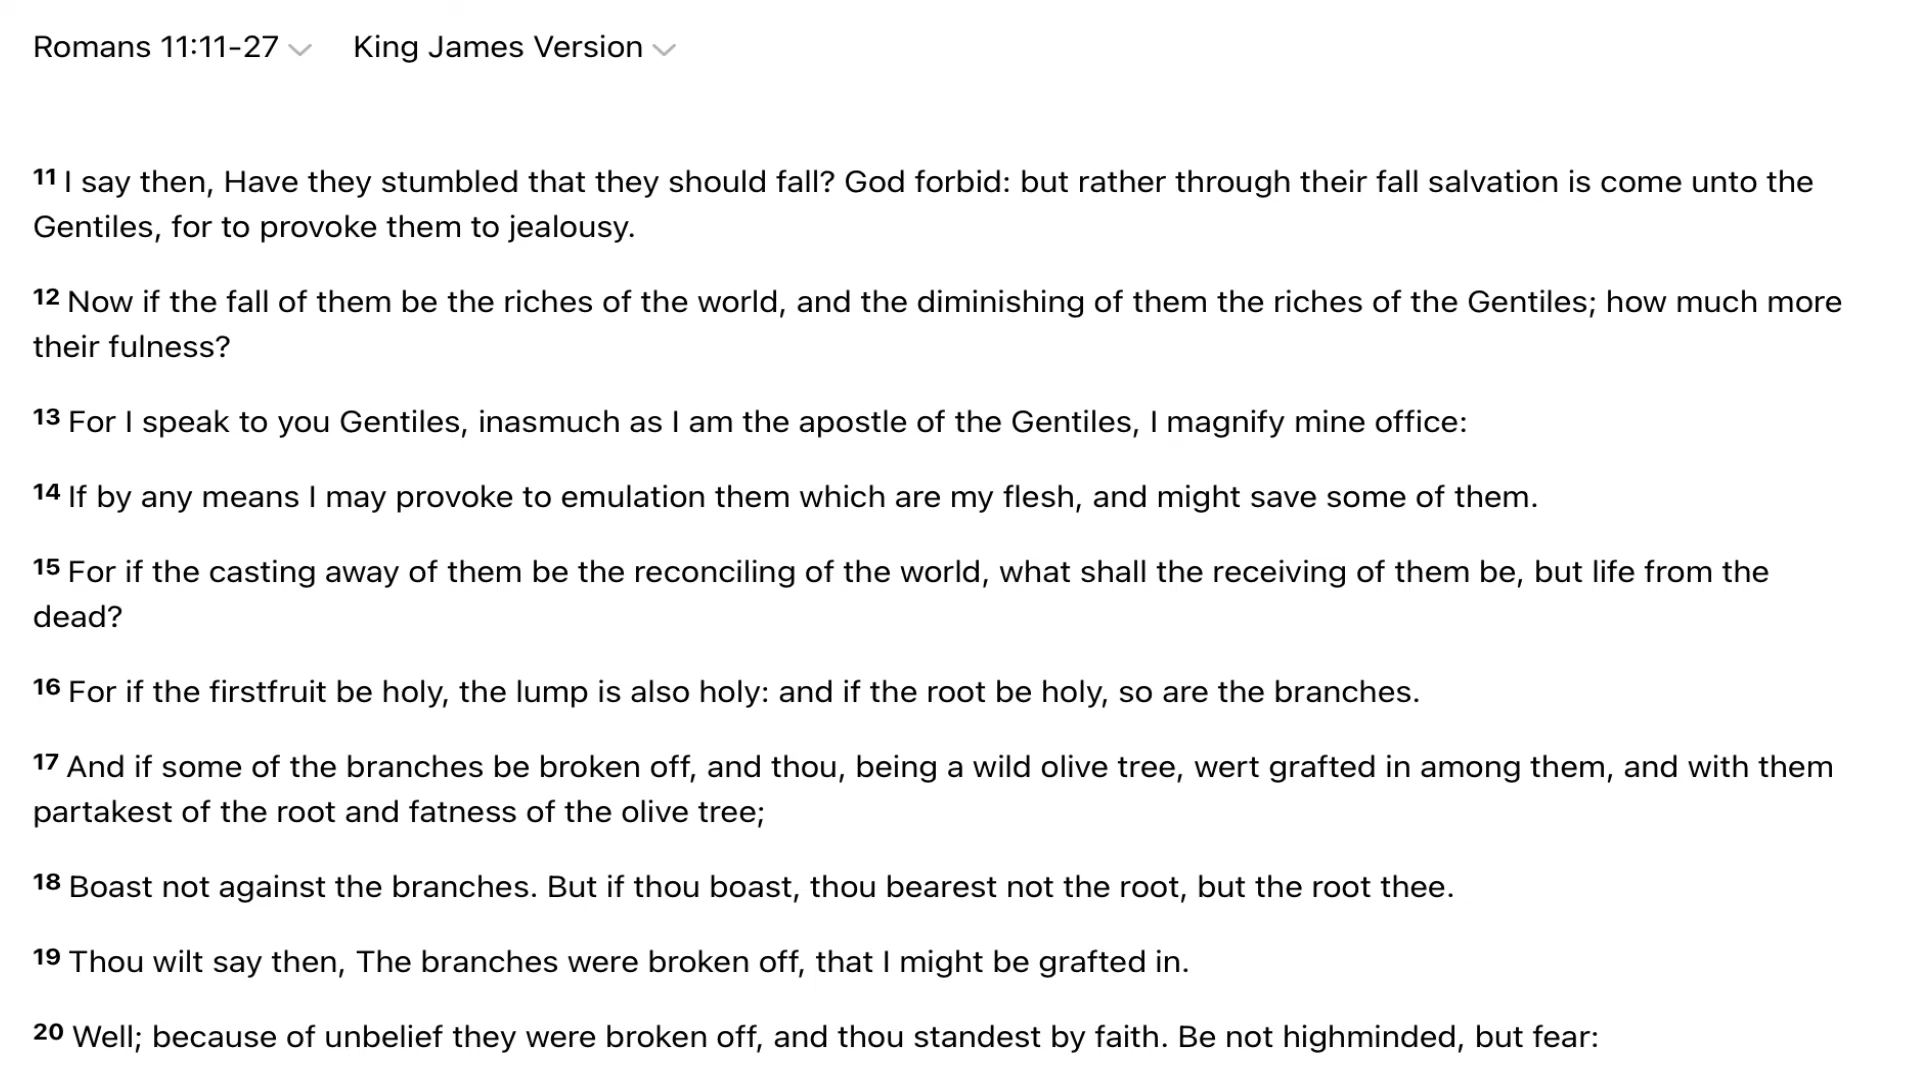 Romans 11:11-27 King James Version
11 I say then, Have they stumbled that they should fall? God forbid: but rather through their fall salvation is come unto the
Gentiles, for to provoke them to jealousy.
12 Now if the fall of them be the riches of the world, and the diminishing of them the riches of the Gentiles; how much more
their fulness?
13 For I speak to you Gentiles, inasmuch as I am the apostle of the Gentiles, I magnify mine office:
14 If by any means I may provoke to emulation them which are my flesh, and might save some of them.
15 For if the casting away of them be the reconciling of the world, what shall the receiving of them be, but life from the
dead?
16 For if the firstfruit be holy, the lump is also holy: and if the root be holy, so are the branches.
17 And if some of the branches be broken off, and thou, being a wild olive tree, wert grafted in among them, and with them
partakest of the root and fatness of the olive tree;
18 Boast not against the branches. But if thou boast, thou bearest not the root, but the root thee.
19 Thou wilt say then, The branches were broken off, that I might be grafted in.
20 Well; because of unbelief they were broken off, and thou standest by faith. Be not highminded, but fear: